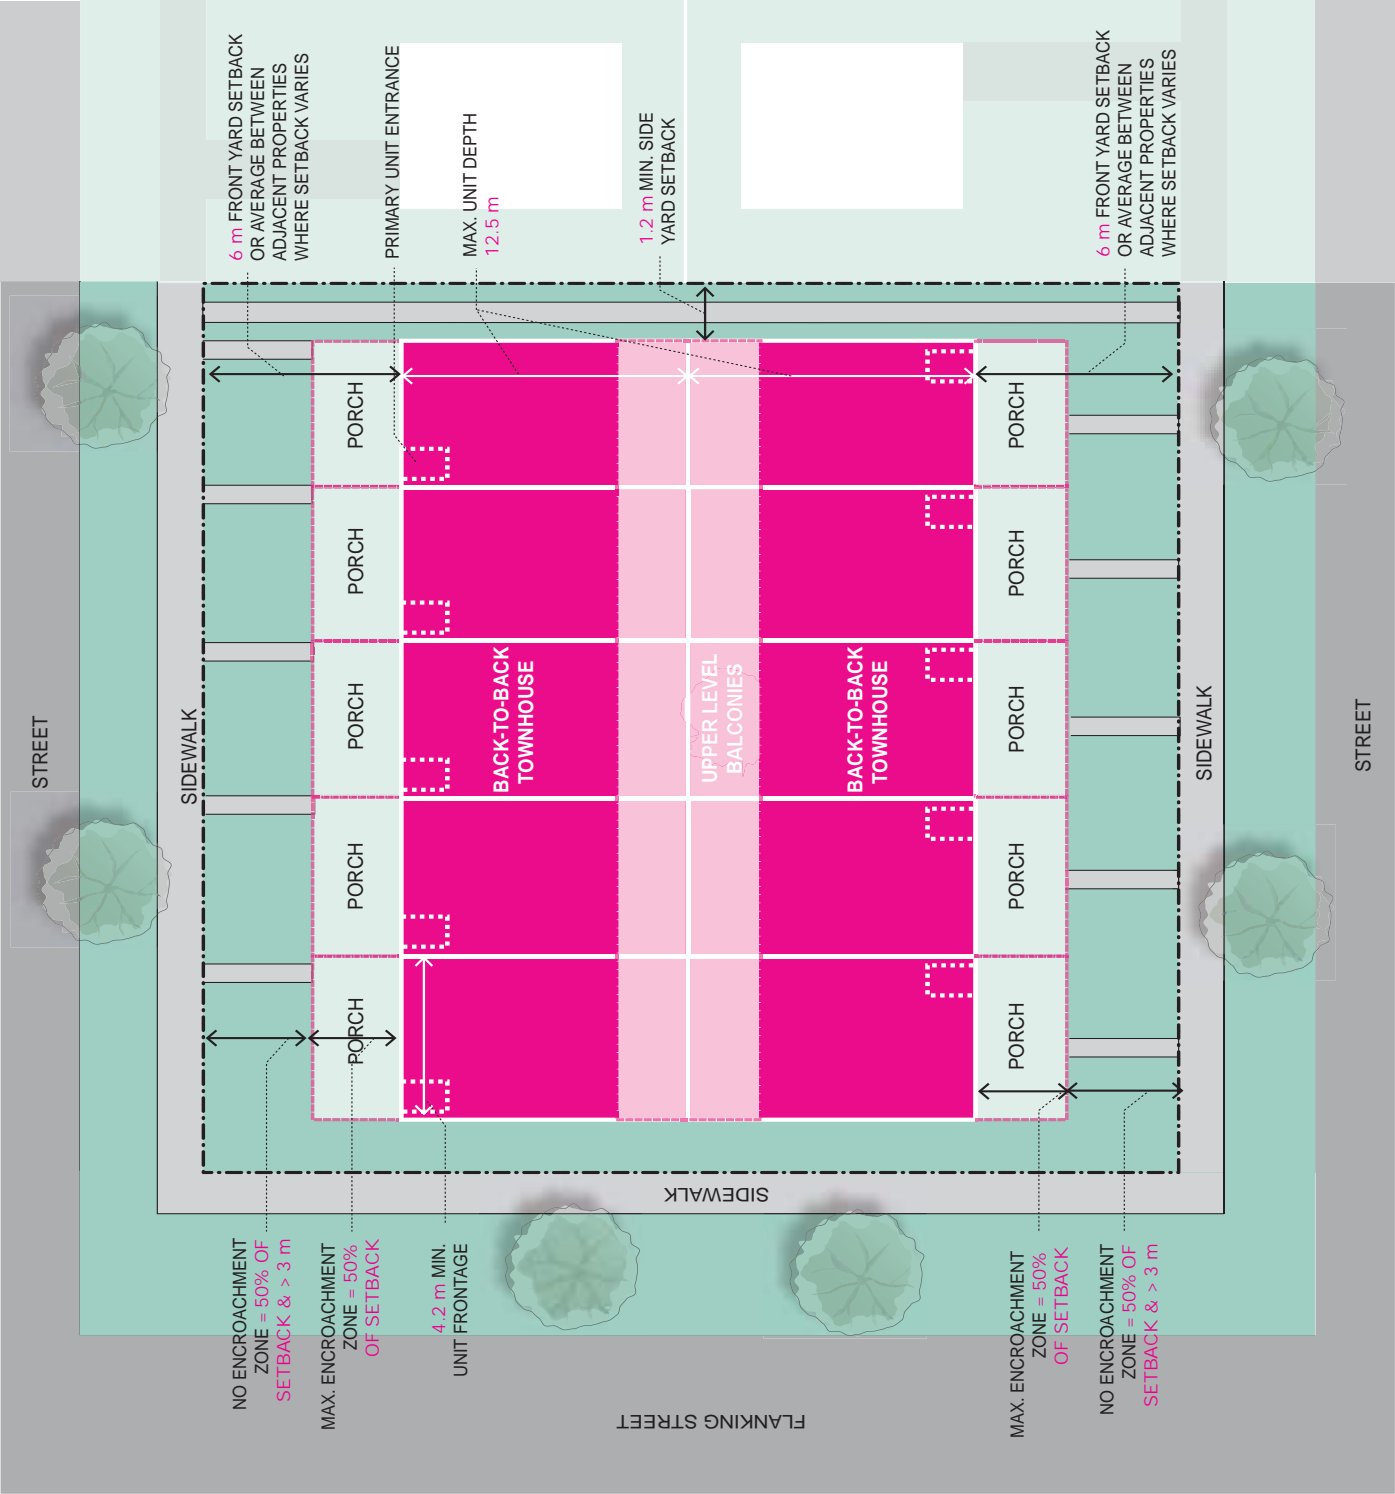 6 m FRONT YARD SETBACK
OR AVERAGE BETWEEN
ADJACENT PROPERTIES
WHERE SETBACK VARIES
PRIMARY UNIT ENTRANCE
MAX. UNIT DEPTH
12.5 m
1.2 m MIN. SIDE
YARD SETBACK
6 m FRONT YARD SETBACK
OR AVERAGE BETWEEN
ADJACENT PROPERTIES
WHERE SETBACK VARIES
PORCH
PORCH
PORCH
PORCH
PORCH
PORCH
PORCH
PORCH
PORCH
PORCH
STREET
SIDEWALK
BACK-TO-BACK
TOWNHOUSE
UPPER LEVEL
BALCONIES
BACK-TO-BACK
TOWNHOUSE
SIDEWALK
STREET
SIDEWALK
NO ENCROACHMENT
ZONE = 50% OF
SETBACK & > 3 m
MAX. ENCROACHMENT
ZONE = 50%
OF SETBACK
4.2 m MIN.
UNIT FRONTAGE
MAX. ENCROACHMENT
ZONE = 50%
OF SETBACK
NO ENCROACHMENT
ZONE = 50% OF
SETBACK & > 3 m
FLANKING STREET